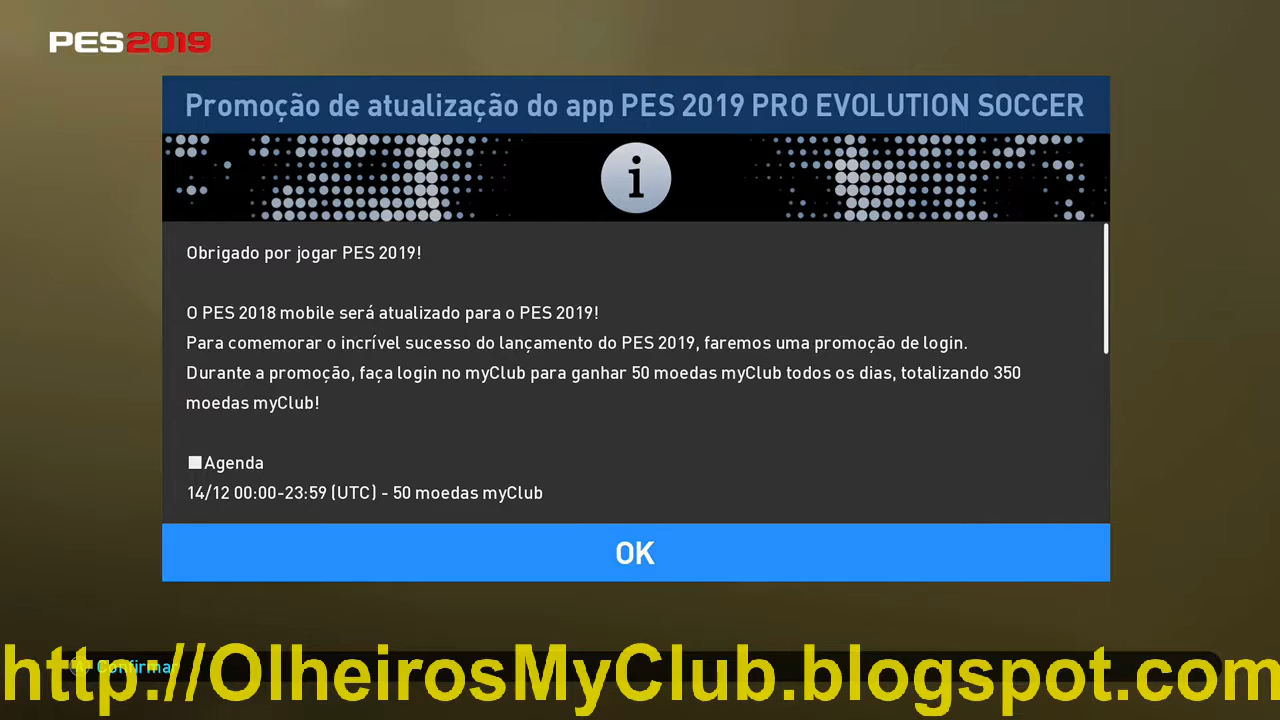 PES2019
Promoção de atualização do app PES 2019 PRO EVOLUTION SOCCER
i
Obrigado por jogar PES 2019!
O PES 2018 mobile será atualizado para o PES 2019!
Para comemorar o incrível sucesso do lançamento do PES 2019, faremos uma promoção de login.
Durante a promoção, faça login no myClub para ganhar 50 moedas myClub todos os dias, totalizando 350
moedas myClub!
■Agenda
14/12 00:00-23:59 (UTC) - 50 moedas myClub
OK
Confirmar
http://OlheirosMyClub.blogspot.com